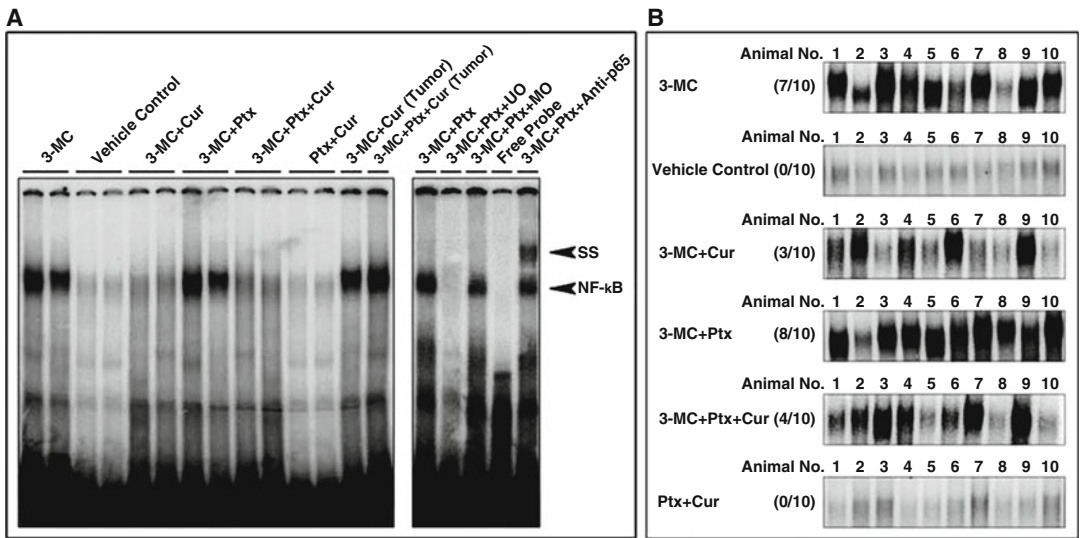 A
3-MC
Vehicle Control
3-MC+Cur
3-MC+Ptx
3-MC+Ptx+Cur
Ptx+Cur
3-MC+Cur (Tumor)
3-MC+Ptx+Cur (Tumor)
3-MC+Ptx
3-MC+Ptx+UO
3-MC+Ptx+MO
Free Probe
3-MC+Ptx+Anti-p65
SS
NF-κB
B
Animal No. 1 2 3 4 5 6 7 8 9 10
3-MC (7/10)
Animal No. 1 2 3 4 5 6 7 8 9 10
Vehicle Control (0/10)
Animal No. 1 2 3 4 5 6 7 8 9 10
3-MC+Cur (3/10)
Animal No. 1 2 3 4 5 6 7 8 9 10
3-MC+Ptx (8/10)
Animal No. 1 2 3 4 5 6 7 8 9 10
3-MC+Ptx+Cur (4/10)
Animal No. 1 2 3 4 5 6 7 8 9 10
Ptx+Cur (0/10)